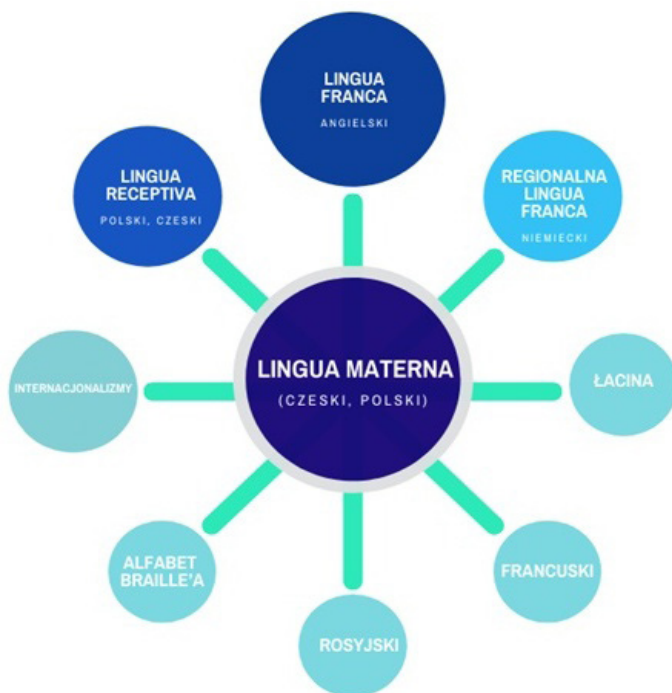 LINGUA
FRANCA
ANGIELSKI
LINGUA
RECEPTIVA
POLSKI, CZESKI
REGIONALNA
LINGUA
FRANCA
NIEMIECKI
LINGUA MATERNA
(CZESKI, POLSKI)
INTERNACJONALIZMY
ŁACINA
ALFABET
BRAILLE'A
FRANCUSKI
ROSYJSKI